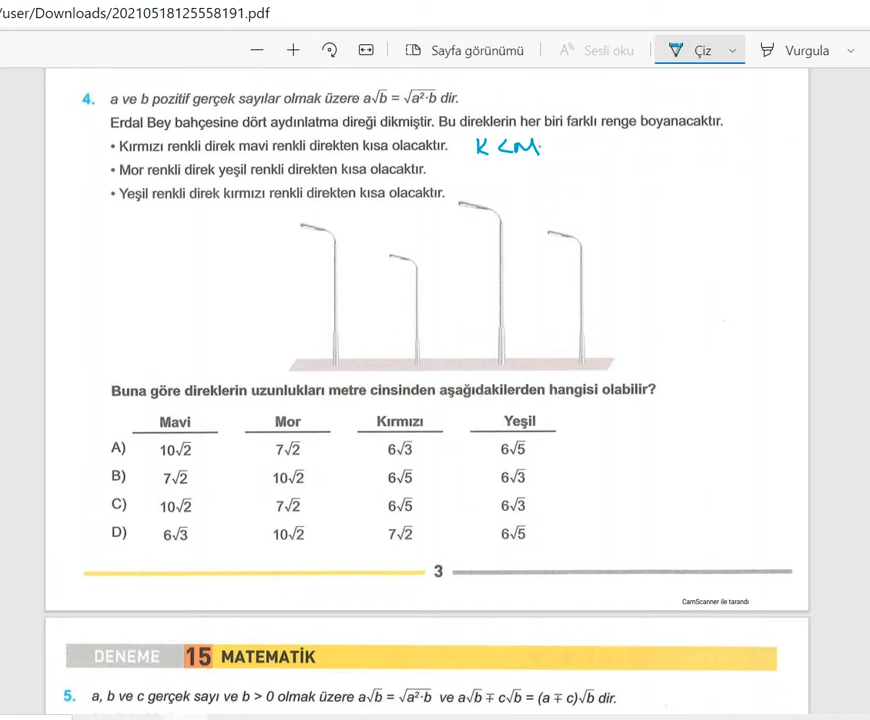 /user/Downloads/20210518125558191.pdf
Sayfa görünümü
Sesli oku
Çiz
Vurgula
4. a ve b pozitif gerçek sayılar olmak üzere a√b = √a²·b dir.
Erdal Bey bahçesine dört aydınlatma direği dikmiştir. Bu direklerin her biri farklı renge boyanacaktır.
• Kırmızı renkli direk mavi renkli direkten kısa olacaktır. K < M.
• Mor renkli direk yeşil renkli direkten kısa olacaktır.
• Yeşil renkli direk kırmızı renkli direkten kısa olacaktır.
Buna göre direklerin uzunlukları metre cinsinden aşağıdakilerden hangisi olabilir?
Mavi Mor Kırmızı Yeşil
A) 10√2 7√2 6√3 6√5
B) 7√2 10√2 6√5 6√3
C) 10√2 7√2 6√5 6√3
D) 6√3 10√2 7√2 6√5
3
CamScanner ile tarandı
DENEME 15 MATEMATİK
5. a, b ve c gerçek sayı ve b > 0 olmak üzere a√b = √a²·b ve a√b ∓ c√b = (a ∓ c)√b dir.